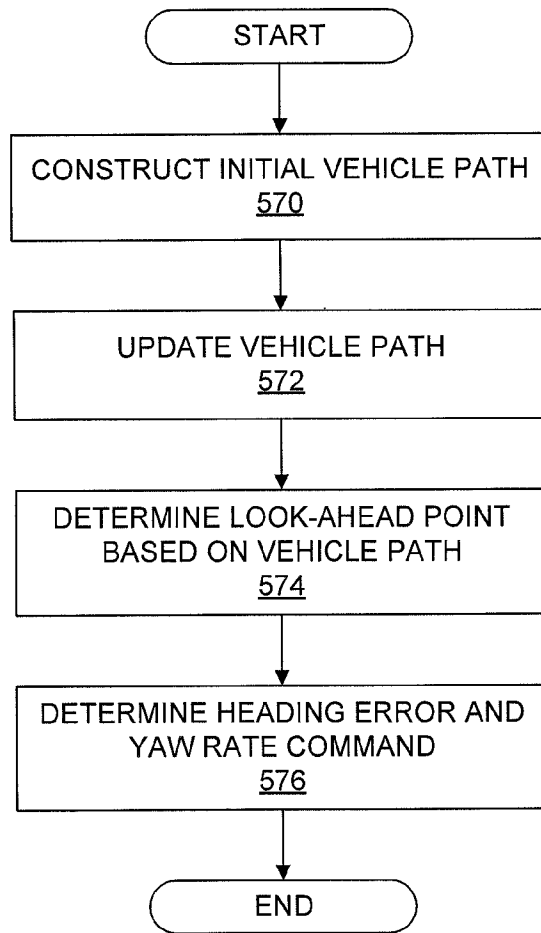 START
CONSTRUCT INITIAL VEHICLE PATH
570
UPDATE VEHICLE PATH
572
DETERMINE LOOK-AHEAD POINT
BASED ON VEHICLE PATH
574
DETERMINE HEADING ERROR AND
YAW RATE COMMAND
576
END